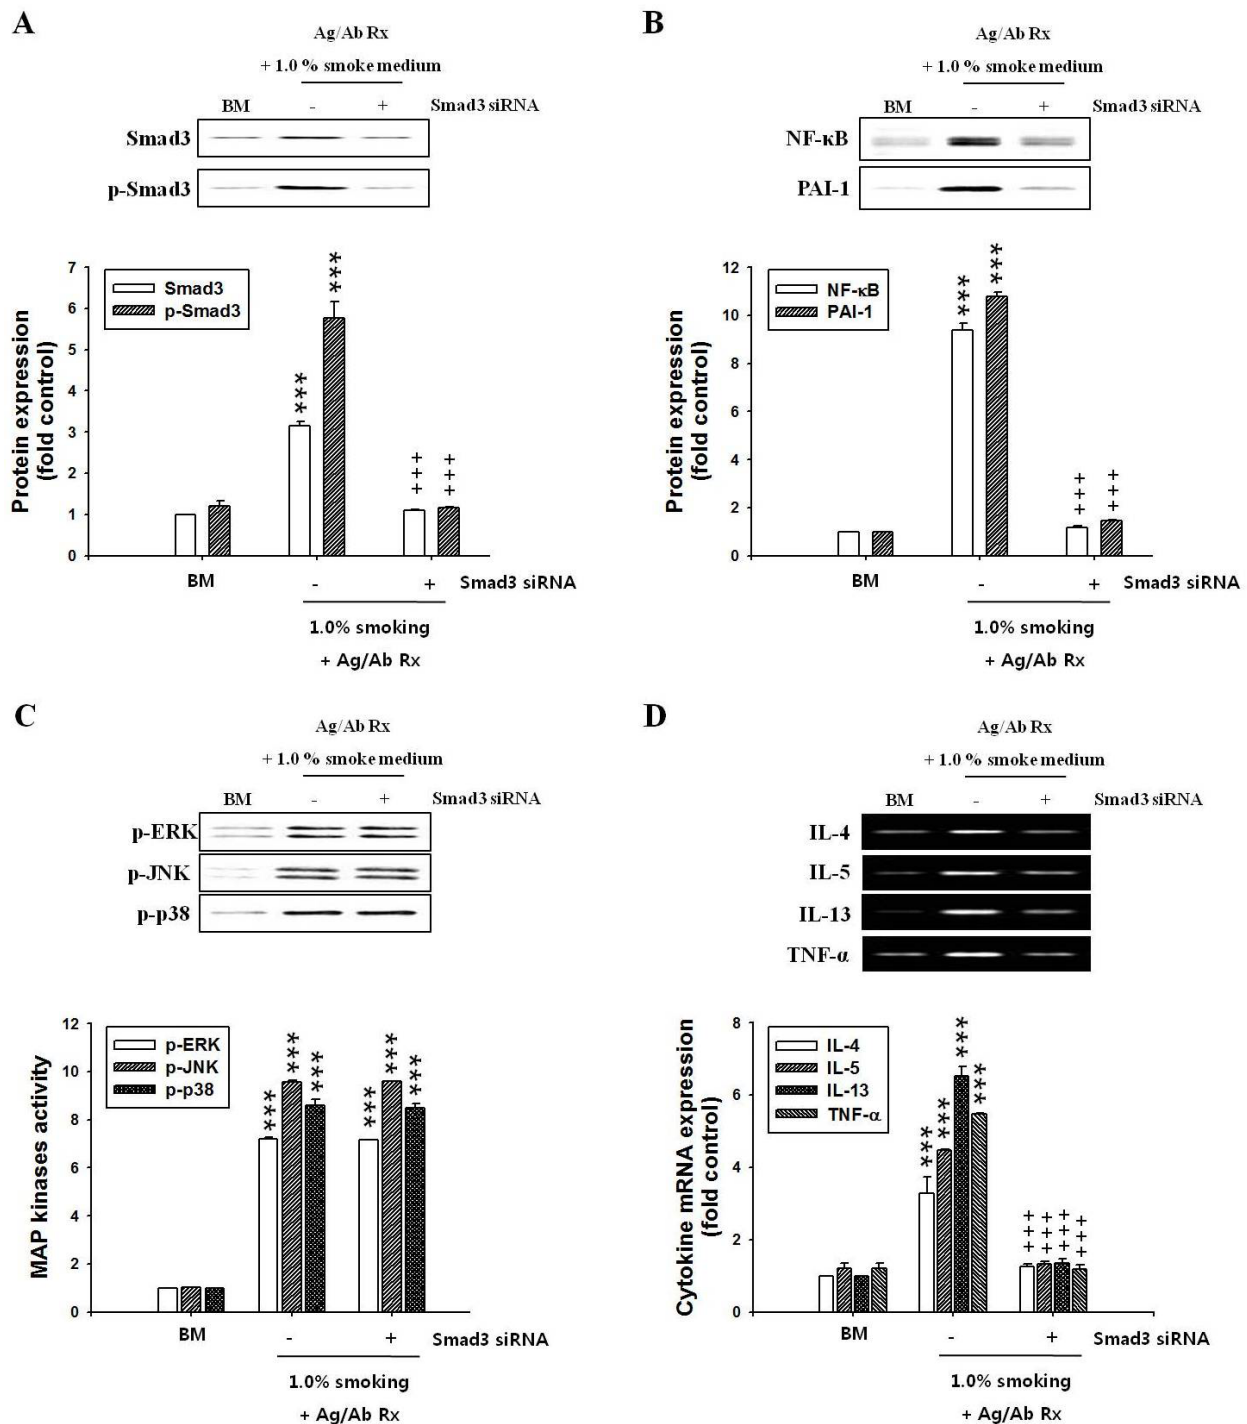 A
Ag/Ab Rx
+ 1.0 % smoke medium
BM - + Smad3 siRNA
Smad3
p-Smad3
7
6
5
4
3
2
1
0
Protein expression
(fold control)
Smad3
p-Smad3
***
***
+++
+++
BM - + Smad3 siRNA
1.0% smoking
+ Ag/Ab Rx
B
Ag/Ab Rx
+ 1.0 % smoke medium
BM - + Smad3 siRNA
NF-κB
PAI-1
12
10
8
6
4
2
0
Protein expression
(fold control)
NF-κB
PAI-1
***
***
+++
+++
BM - + Smad3 siRNA
1.0% smoking
+ Ag/Ab Rx
C
Ag/Ab Rx
+ 1.0 % smoke medium
BM - + Smad3 siRNA
p-ERK
p-JNK
p-p38
12
10
8
6
4
2
0
MAP kinases activity
p-ERK
p-JNK
p-p38
***
***
***
***
***
***
BM - + Smad3 siRNA
1.0% smoking
+ Ag/Ab Rx
D
Ag/Ab Rx
+ 1.0 % smoke medium
BM - + Smad3 siRNA
IL-4
IL-5
IL-13
TNF-α
8
6
4
2
0
Cytokine mRNA expression
(fold control)
IL-4
IL-5
IL-13
TNF-α
***
***
***
***
+++
+++
+++
+++
BM - + Smad3 siRNA
1.0% smoking
+ Ag/Ab Rx